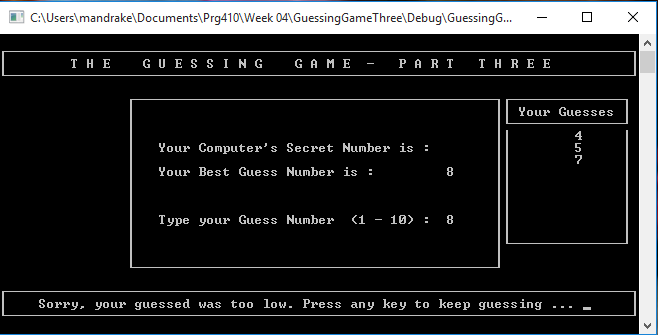 C:\Users\mandrake\Documents\Prg410\Week 04\GuessingGameThree\Debug\GuessingG...
T H E   G U E S S I N G   G A M E -  P A R T   T H R E E
Your Guesses
4
Your Computer's Secret Number is :
5
7
Your Best Guess Number is : 8
Type your Guess Number (1 - 10) : 8
Sorry, your guessed was too low. Press any key to keep guessing ... _